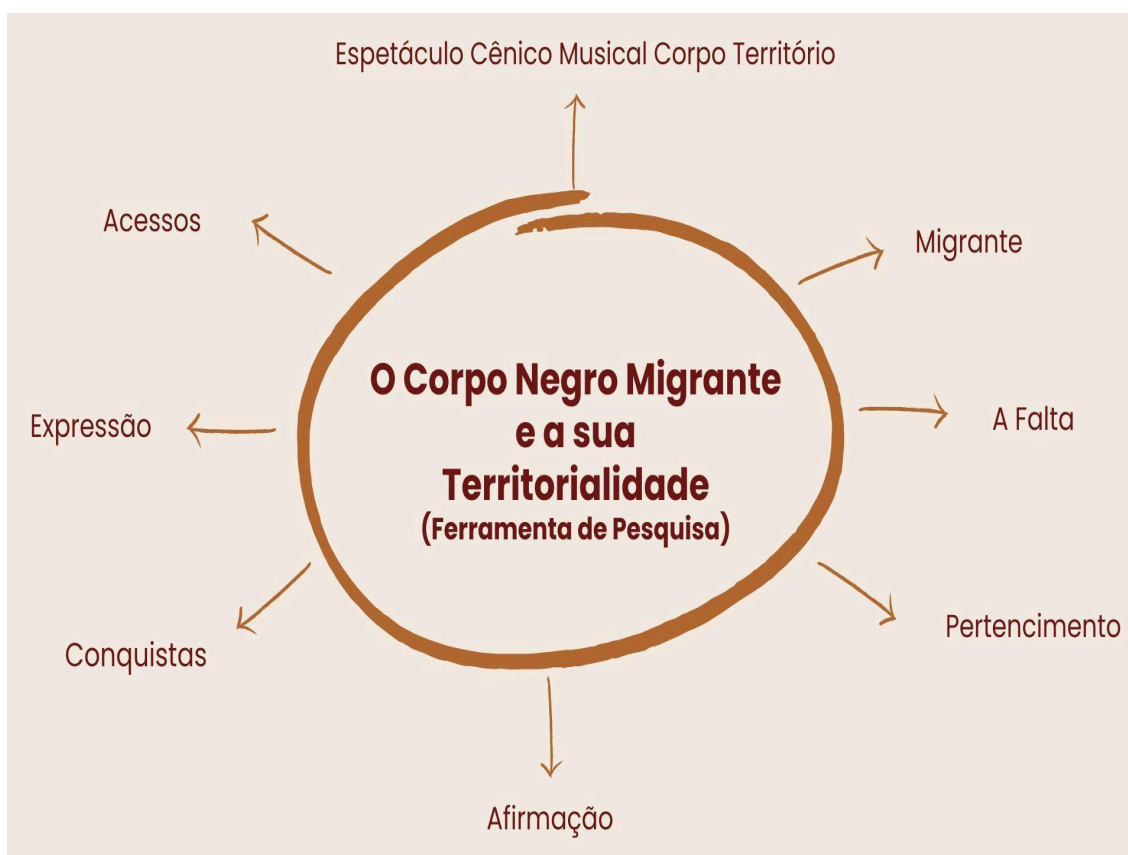 Espetáculo Cênico Musical Corpo Território
Acessos
Migrante
O Corpo Negro Migrante
e a sua
Territorialidade
(Ferramenta de Pesquisa)
Expressão
A Falta
Conquistas
Pertencimento
Afirmação